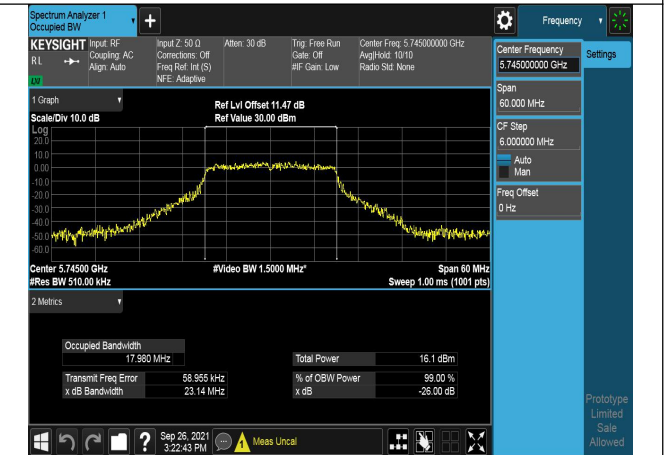 Spectrum Analyzer 1
Occupied BW
+
Frequency
KEYSIGHT
RL
LNI
Input: RF
Coupling: AC
Align: Auto
Input Z: 50 Ω
Corrections: Off
Freq Ref: Int (S)
NFE: Adaptive
Atten: 30 dB
Trig: Free Run
Gate: Off
#IF Gain: Low
Center Freq: 5.745000000 GHz
Avg|Hold: 10/10
Radio Std: None
Center Frequency
5.745000000 GHz
Settings
Span
60.000 MHz
CF Step
6.000000 MHz
Auto
Man
Freq Offset
0 Hz
1 Graph
Scale/Div 10.0 dB
Ref Lvl Offset 11.47 dB
Ref Value 30.00 dBm
Log
20.0
10.0
0.00
-10.0
-20.0
-30.0
-40.0
-50.0
-60.0
Center 5.74500 GHz
#Res BW 510.00 kHz
#Video BW 1.5000 MHz*
Span 60 MHz
Sweep 1.00 ms (1001 pts)
2 Metrics
Occupied Bandwidth
17.980 MHz
Total Power 16.1 dBm
Transmit Freq Error 58.955 kHz
% of OBW Power 99.00 %
x dB Bandwidth 23.14 MHz
x dB -26.00 dB
Prototype
Limited
Sale
Allowed
?
Sep 26, 2021
3:22:43 PM
Meas Uncal